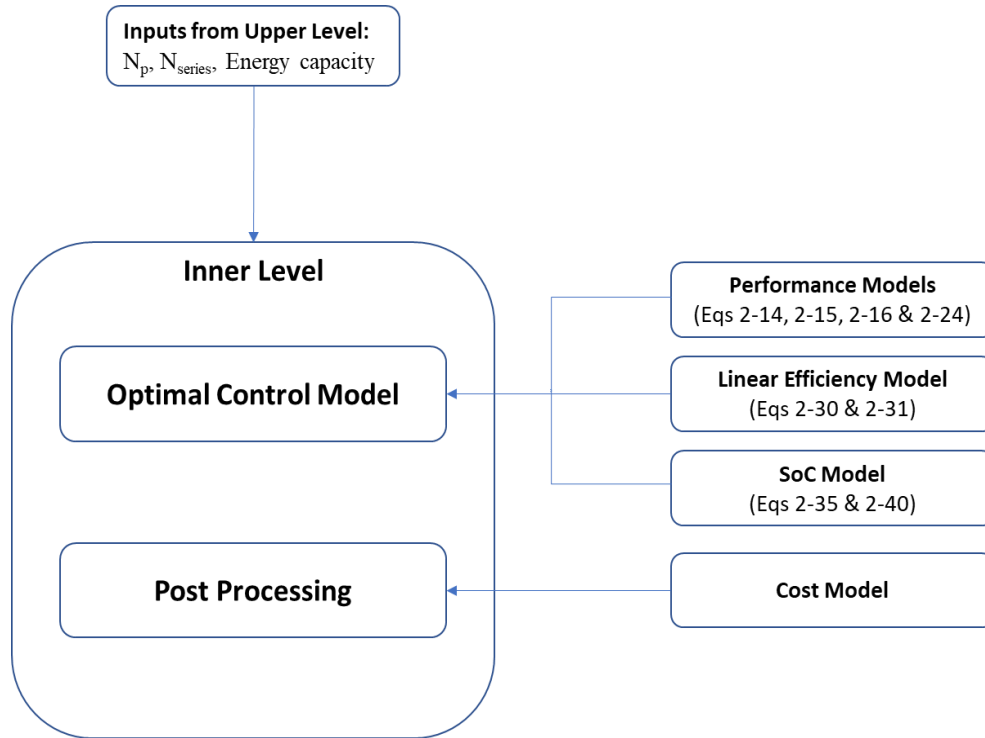 Inputs from Upper Level:
Np, Nseries, Energy capacity
Inner Level
Optimal Control Model
Post Processing
Performance Models
(Eqs 2-14, 2-15, 2-16 & 2-24)
Linear Efficiency Model
(Eqs 2-30 & 2-31)
SoC Model
(Eqs 2-35 & 2-40)
Cost Model